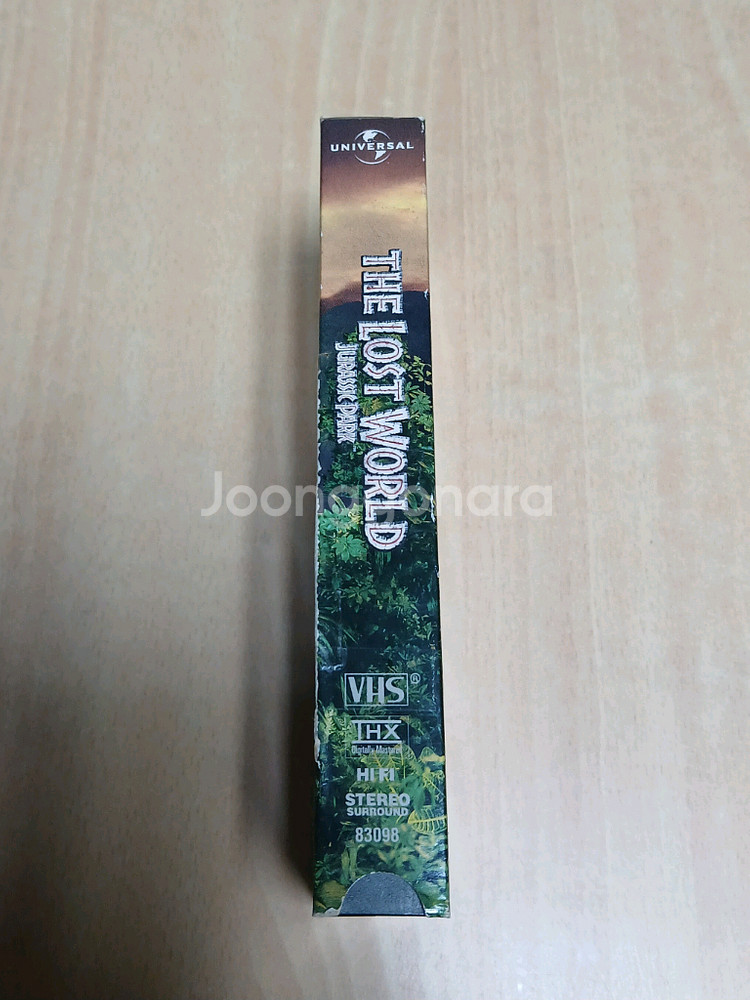 UNIVERSAL
THE LOST WORLD
JURASSIC PARK
Joonggonara
VHS®
THX
Digitally Mastered
HI FI
STEREO
SURROUND
83098